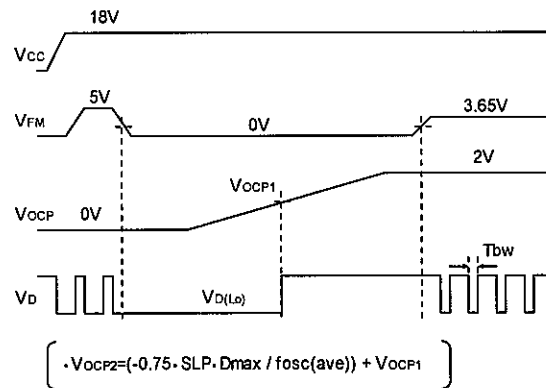 18V
VCC
5V
VFM
0V
3.65V
2V
VOCP1
VOCP
0V
Tbw
VD
VD(Lo)
・VOCP2=(-0.75・SLP・Dmax / fosc(ave)) + VOCP1